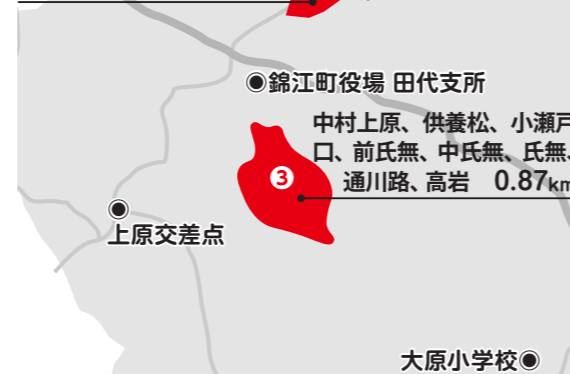 ◉錦江町役場 田代支所
中村上原、供養松、小瀬戸
口、前氏無、中氏無、氏無、
❸
通川路、高岩 0.87km
上原交差点
大原小学校◉